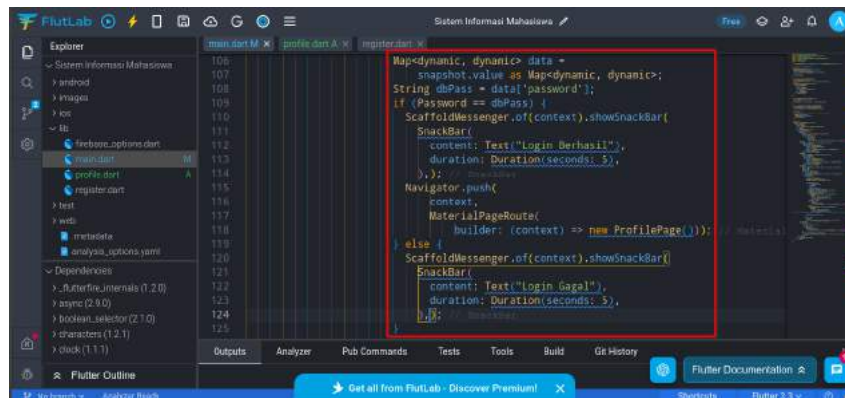 FlutLab
Sistem Informasi Mahasiswa
Free
Explorer
main.dart M
profile.dart A
register.dart
Sistem Informasi Mahasiswa
android
images
ios
lib
firebase_options.dart
main.dart M
profile.dart A
register.dart
test
web
metadata
analysis_options.yaml
Dependencies
_flutterfire_internals (1.2.0)
async (2.9.0)
boolean_selector (2.1.0)
characters (1.2.1)
clock (1.1.1)
Flutter Outline
106 Map<dynamic, dynamic> data =
107 snapshot.value as Map<dynamic, dynamic>;
108 String dbPass = data['password'];
109 if (Password == dbPass) {
110 ScaffoldMessenger.of(context).showSnackBar(
111 SnackBar(
112 content: Text("Login Berhasil"),
113 duration: Duration(seconds: 5),
114 ),); // SnackBar
115 Navigator.push(
116 context,
117 MaterialPageRoute(
118 builder: (context) => new ProfilePage())); // Material
119 } else {
120 ScaffoldMessenger.of(context).showSnackBar(
121 SnackBar(
122 content: Text("Login Gagal"),
123 duration: Duration(seconds: 5),
124 ),); // SnackBar
125 }
Outputs Analyzer Pub Commands Tests Tools Build Git History
Flutter Documentation
Get all from FlutLab - Discover Premium!
No branch
Analyzer Ready
Shortcuts